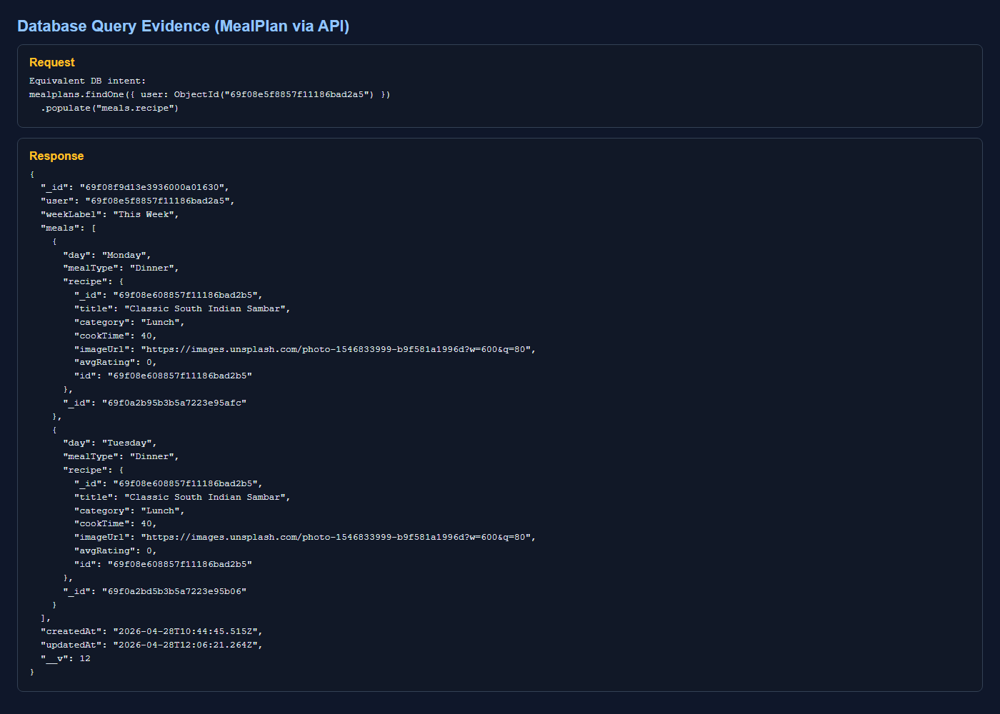 Database Query Evidence (MealPlan via API)
Request
Equivalent DB intent:
mealplans.findOne({ user: ObjectId("69f08e5f8857f11186bad2a5") })
  .populate("meals.recipe")
Response
{
  "_id": "69f08f9d13e3936000a01630",
  "user": "69f08e5f8857f11186bad2a5",
  "weekLabel": "This Week",
  "meals": [
    {
      "day": "Monday",
      "mealType": "Dinner",
      "recipe": {
        "_id": "69f08e608857f11186bad2b5",
        "title": "Classic South Indian Sambar",
        "category": "Lunch",
        "cookTime": 40,
        "imageUrl": "https://images.unsplash.com/photo-1546833999-b9f581a1996d?w=600&q=80",
        "avgRating": 0,
        "id": "69f08e608857f11186bad2b5"
      },
      "_id": "69f0a2b95b3b5a7223e95afc"
    },
    {
      "day": "Tuesday",
      "mealType": "Dinner",
      "recipe": {
        "_id": "69f08e608857f11186bad2b5",
        "title": "Classic South Indian Sambar",
        "category": "Lunch",
        "cookTime": 40,
        "imageUrl": "https://images.unsplash.com/photo-1546833999-b9f581a1996d?w=600&q=80",
        "avgRating": 0,
        "id": "69f08e608857f11186bad2b5"
      },
      "_id": "69f0a2bd5b3b5a7223e95b06"
    }
  ],
  "createdAt": "2026-04-28T10:44:45.515Z",
  "updatedAt": "2026-04-28T12:06:21.264Z",
  "__v": 12
}